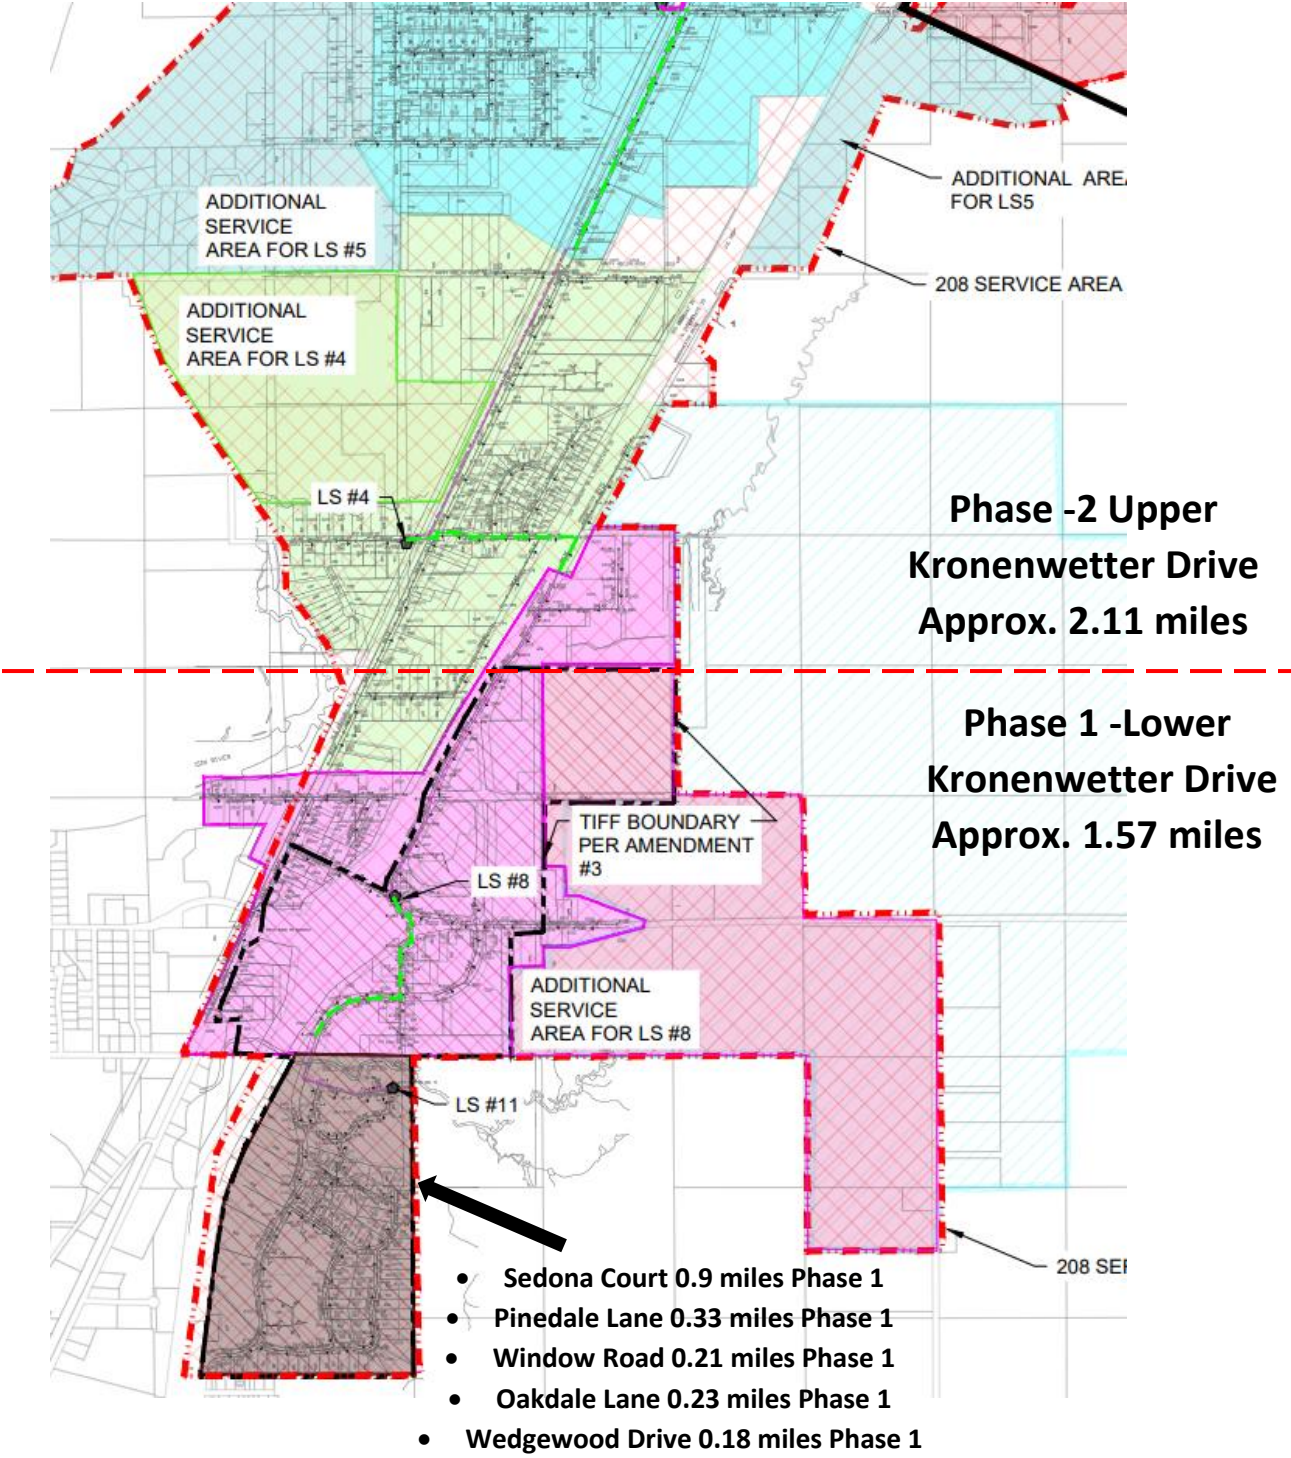 ADDITIONAL
SERVICE
AREA FOR LS #5
ADDITIONAL ARE
FOR LS5
208 SERVICE AREA
ADDITIONAL
SERVICE
AREA FOR LS #4
LS #4
Phase -2 Upper
Kronenwetter Drive
Approx. 2.11 miles
Phase 1 -Lower
Kronenwetter Drive
Approx. 1.57 miles
TIFF BOUNDARY
PER AMENDMENT
#3
LS #8
ADDITIONAL
SERVICE
AREA FOR LS #8
LS #11
208 SER
• Sedona Court 0.9 miles Phase 1
• Pinedale Lane 0.33 miles Phase 1
• Window Road 0.21 miles Phase 1
• Oakdale Lane 0.23 miles Phase 1
• Wedgewood Drive 0.18 miles Phase 1